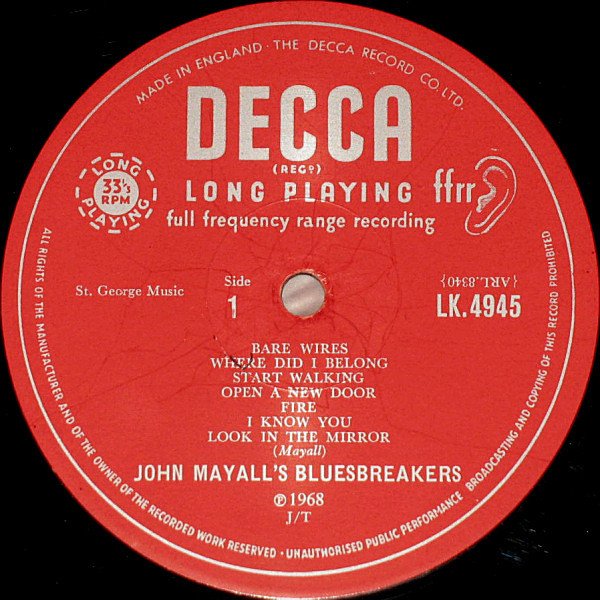 MADE IN ENGLAND · THE DECCA RECORD CO. LTD.
DECCA
(REGD)
LONG PLAYING
33⅓ RPM
LONG PLAYING
ffrr
full frequency range recording
St. George Music
Side
1
{ARL.8340}
LK.4945
BARE WIRES
WHERE DID I BELONG
START WALKING
OPEN A NEW DOOR
FIRE
I KNOW YOU
LOOK IN THE MIRROR
(Mayall)
JOHN MAYALL'S BLUESBREAKERS
℗ 1968
J/T
ALL RIGHTS OF THE MANUFACTURER AND OF THE OWNER OF THE RECORDED WORK RESERVED · UNAUTHORISED PUBLIC PERFORMANCE BROADCASTING AND COPYING OF THIS RECORD PROHIBITED